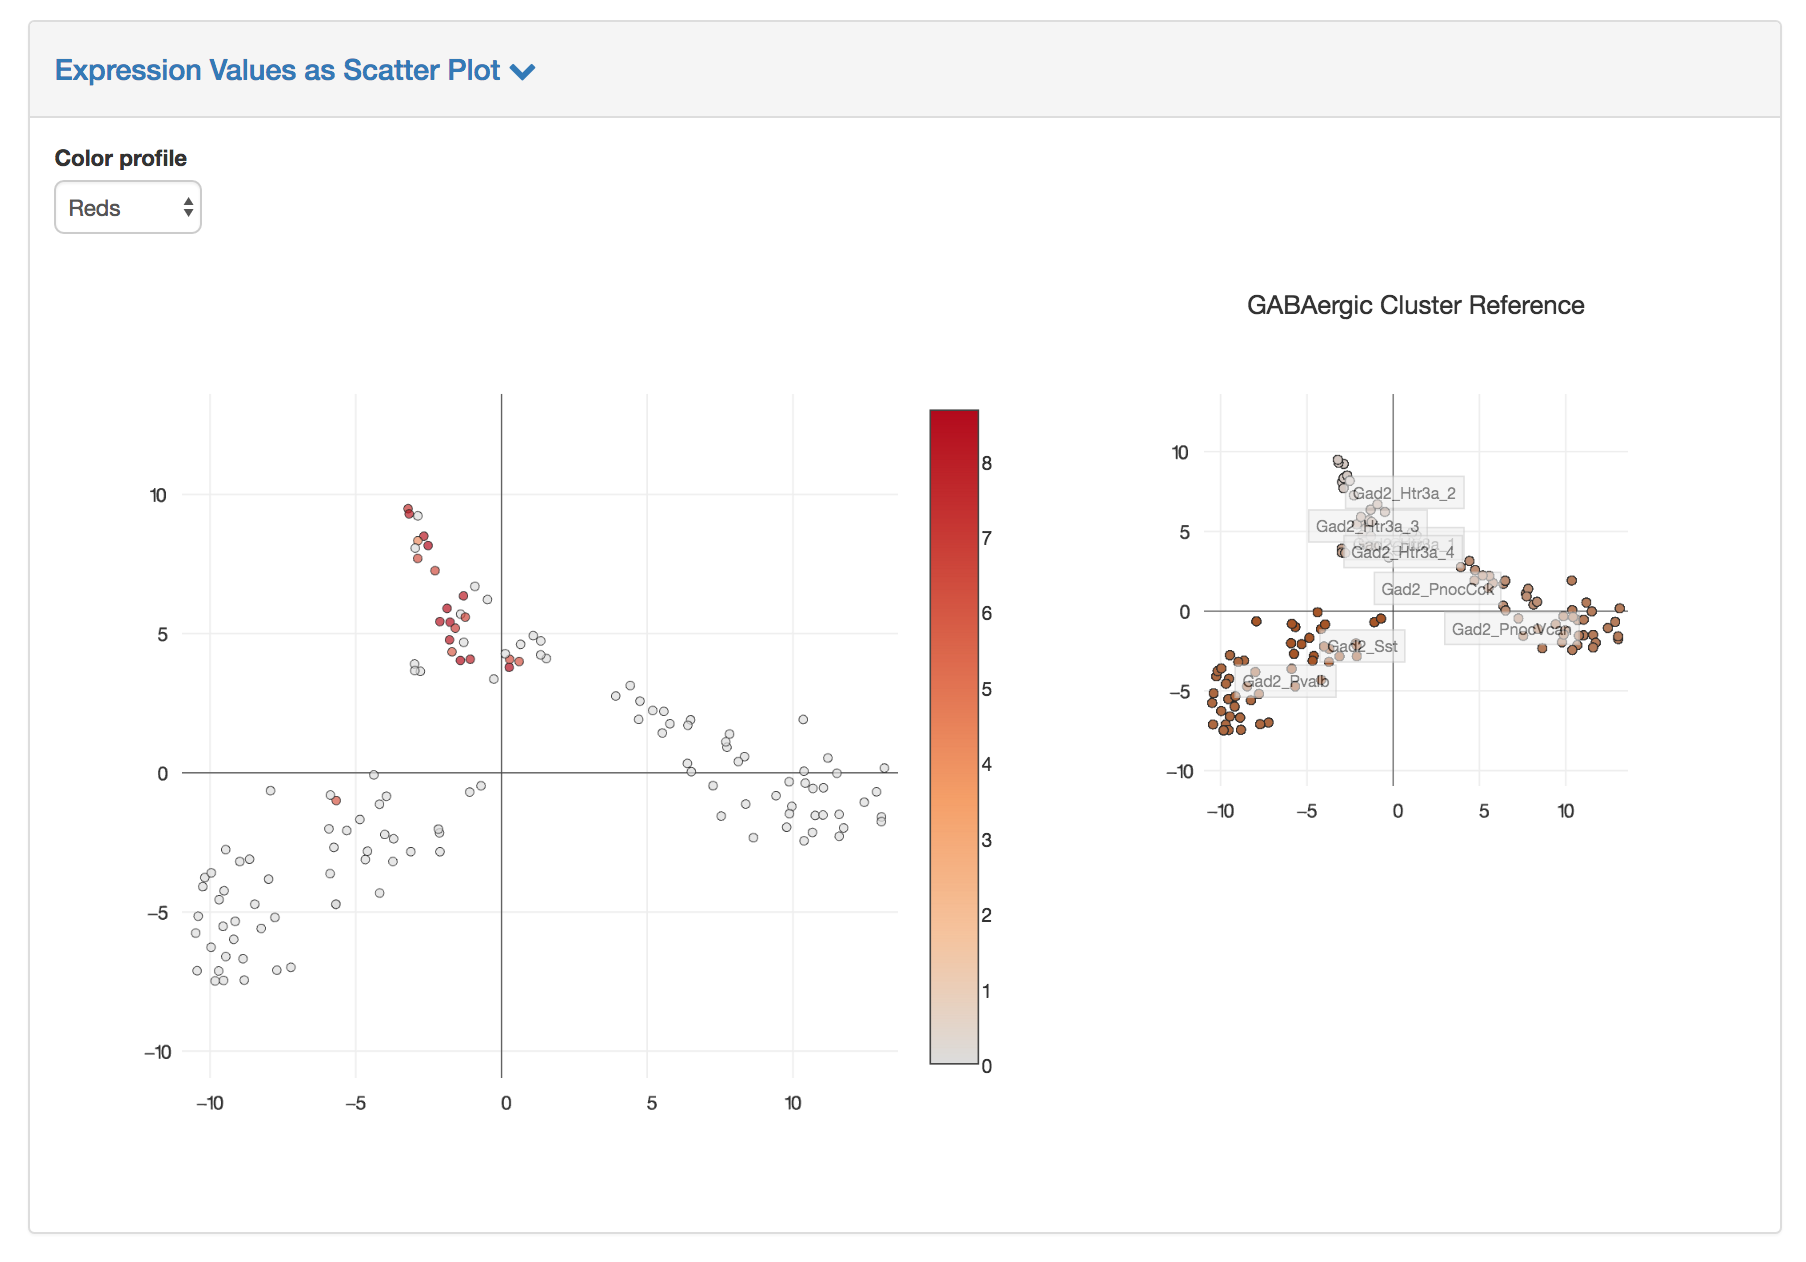 Expression Values as Scatter Plot
Color profile
Reds
10
5
0
−5
−10
−10
−5
0
5
10
8
7
6
5
4
3
2
1
0
GABAergic Cluster Reference
10
5
0
−5
−10
−10
−5
0
5
10
Gad2_Htr3a_2
Gad2_Htr3a_3
Gad2_Htr3a_1
Gad2_Htr3a_4
Gad2_PnocCck
Gad2_PnocVcan
Gad2_Sst
Gad2_Pvalb